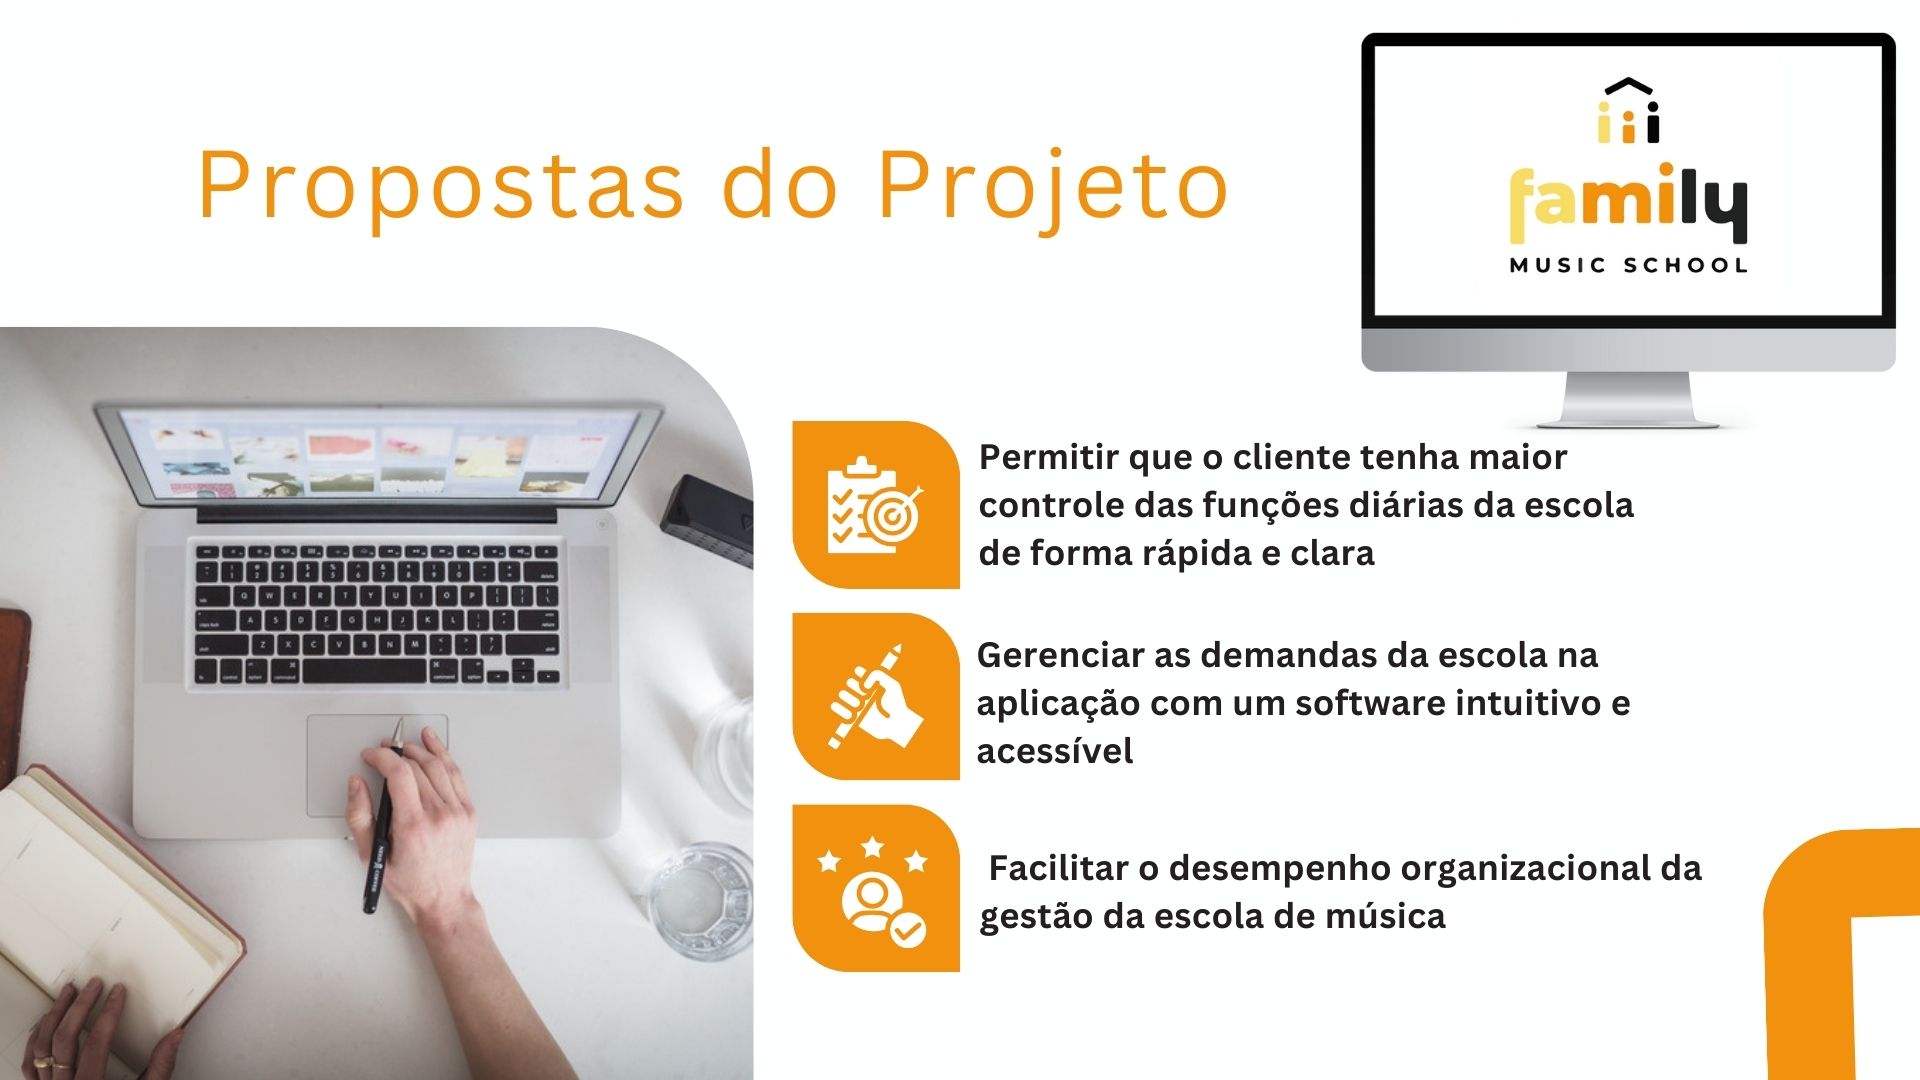 Propostas do Projeto
family
MUSIC SCHOOL
Permitir que o cliente tenha maior
controle das funções diárias da escola
de forma rápida e clara
Gerenciar as demandas da escola na
aplicação com um software intuitivo e
acessível
Facilitar o desempenho organizacional da
gestão da escola de música